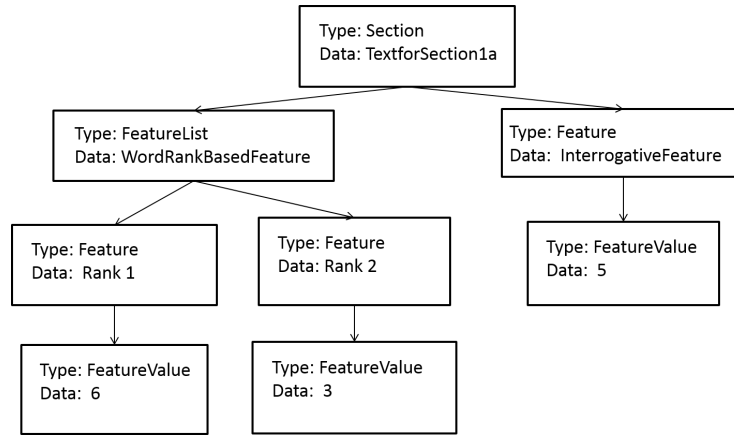 Type: Section
Data: TextforSection1a
Type: FeatureList
Data: WordRankBasedFeature
Type: Feature
Data: InterrogativeFeature
Type: Feature
Data: Rank 1
Type: Feature
Data: Rank 2
Type: FeatureValue
Data: 5
Type: FeatureValue
Data: 6
Type: FeatureValue
Data: 3